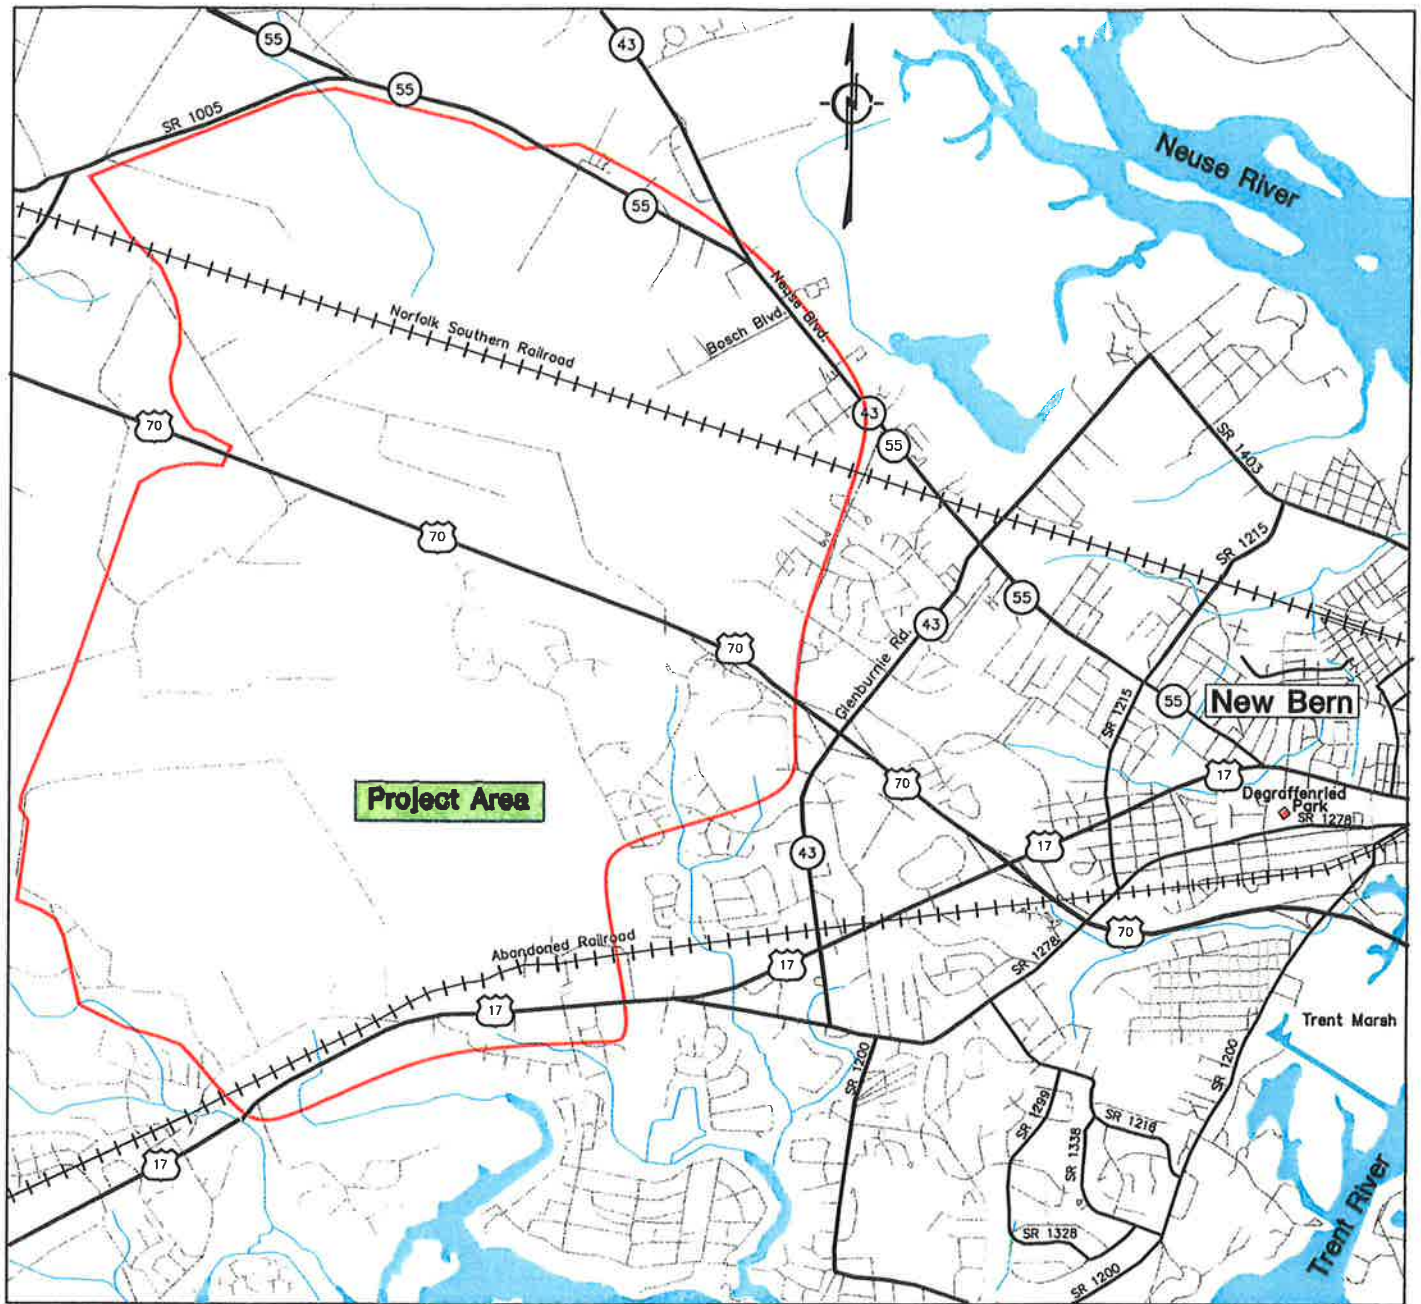 55
43
55
SR 1005
N
Neuse River
55
Neuse Blvd.
Bosch Blvd.
Norfolk Southern Railroad
70
43
55
SR 1403
70
SR 1215
55
43
70
Glenburnie Rd.
SR 1215
55
New Bern
17
70
Degraffenried
Park
SR 1278
Project Area
17
43
Abandoned Railroad
70
17
SR 1278
17
Trent Marsh
SR 1200
SR 1200
SR 1299
SR 1216
SR 1338
17
Trent River
SR 1328
SR 1200